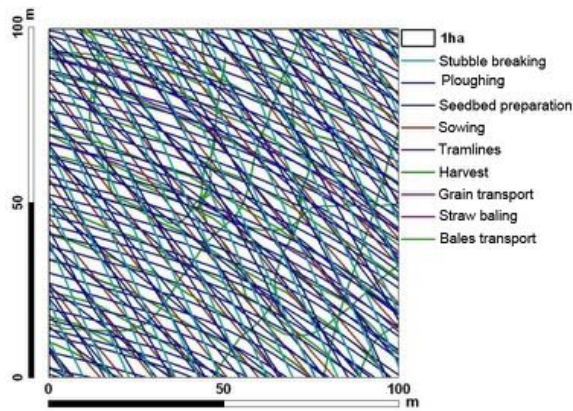 m
100
50
0
0
50
100
m
1ha
Stubble breaking
Ploughing
Seedbed preparation
Sowing
Tramlines
Harvest
Grain transport
Straw baling
Bales transport